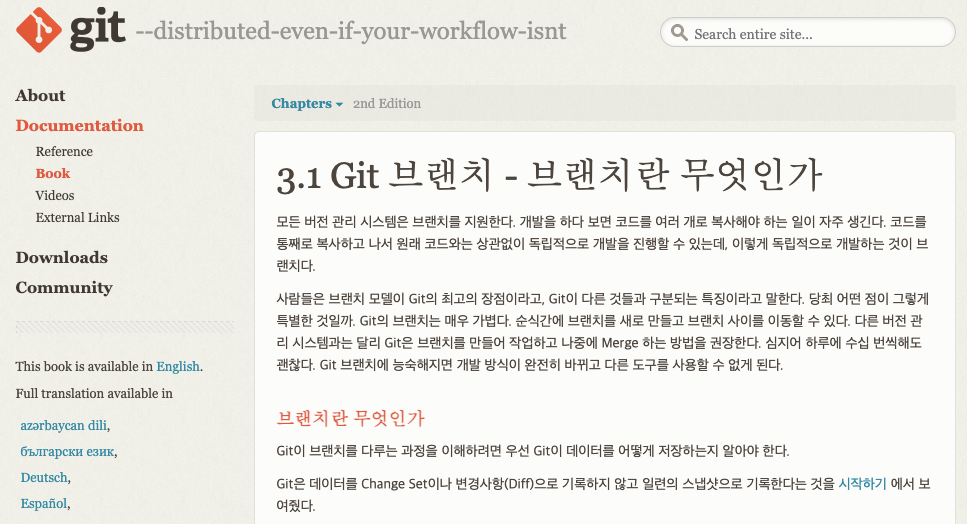 git --distributed-even-if-your-workflow-isnt
Search entire site...
About
Documentation
Reference
Book
Videos
External Links
Downloads
Community
This book is available in English.
Full translation available in
azərbaycan dili,
български език,
Deutsch,
Español,
Chapters 2nd Edition
3.1 Git 브랜치 - 브랜치란 무엇인가
모든 버전 관리 시스템은 브랜치를 지원한다. 개발을 하다 보면 코드를 여러 개로 복사해야 하는 일이 자주 생긴다. 코드를
통째로 복사하고 나서 원래 코드와는 상관없이 독립적으로 개발을 진행할 수 있는데, 이렇게 독립적으로 개발하는 것이 브
랜치다.
사람들은 브랜치 모델이 Git의 최고의 장점이라고, Git이 다른 것들과 구분되는 특징이라고 말한다. 당최 어떤 점이 그렇게
특별한 것일까. Git의 브랜치는 매우 가볍다. 순식간에 브랜치를 새로 만들고 브랜치 사이를 이동할 수 있다. 다른 버전 관
리 시스템과는 달리 Git은 브랜치를 만들어 작업하고 나중에 Merge 하는 방법을 권장한다. 심지어 하루에 수십 번씩해도
괜찮다. Git 브랜치에 능숙해지면 개발 방식이 완전히 바뀌고 다른 도구를 사용할 수 없게 된다.
브랜치란 무엇인가
Git이 브랜치를 다루는 과정을 이해하려면 우선 Git이 데이터를 어떻게 저장하는지 알아야 한다.
Git은 데이터를 Change Set이나 변경사항(Diff)으로 기록하지 않고 일련의 스냅샷으로 기록한다는 것을 시작하기 에서 보
여줬다.